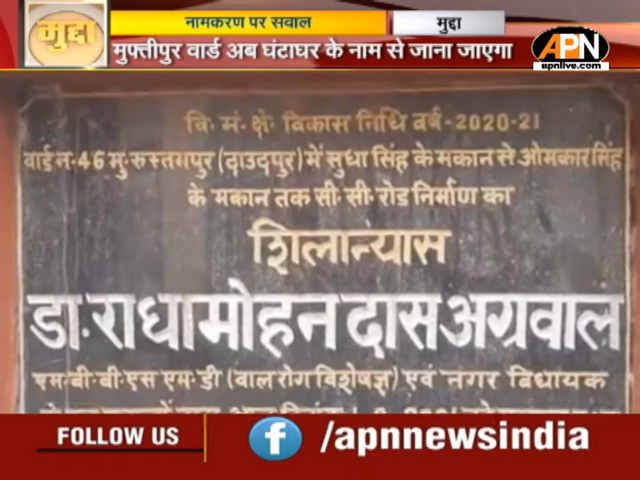 मुद्दा
नामकरण पर सवाल
मुद्दा
मुफ्तीपुर वार्ड अब घंटाघर के नाम से जाना जाएगा
APN
apnlive.com
वि॰ मं॰ क्षे॰ विकास निधि वर्ष-2020-21
वार्ड न॰-46 मु॰ रुस्तमपुर (दाउदपुर) में सुधा सिंह के मकान से ओमकार सिंह
के मकान तक सी॰ सी॰ रोड निर्माण का
शिलान्यास
डा॰ राधा मोहन दास अग्रवाल
एम॰ बी॰ बी॰ एस एम॰ डी॰ (बाल रोग विशेषज्ञ) एवं नगर विधायक
FOLLOW US
f /apnnewsindia